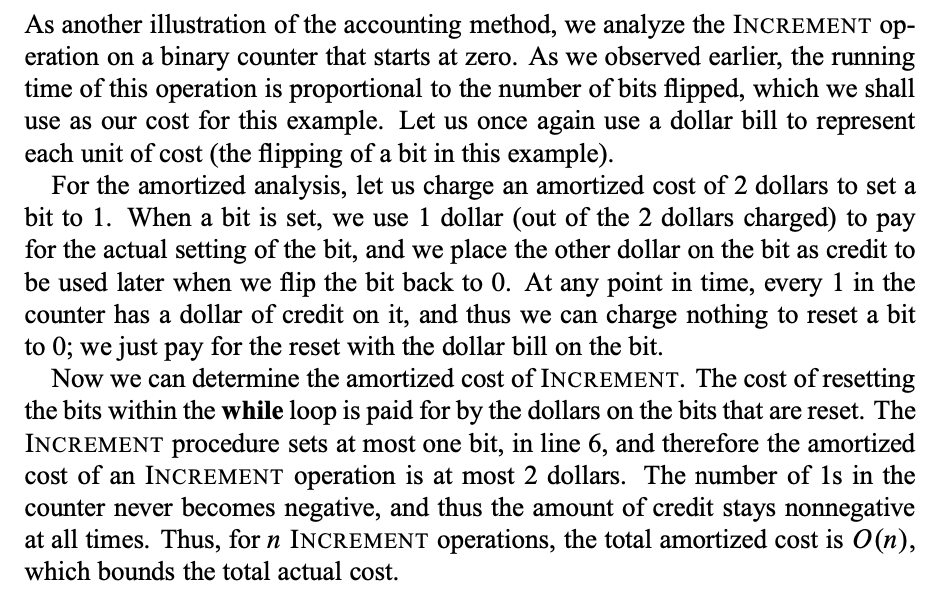 As another illustration of the accounting method, we analyze the INCREMENT op-
eration on a binary counter that starts at zero. As we observed earlier, the running
time of this operation is proportional to the number of bits flipped, which we shall
use as our cost for this example. Let us once again use a dollar bill to represent
each unit of cost (the flipping of a bit in this example).
For the amortized analysis, let us charge an amortized cost of 2 dollars to set a
bit to 1. When a bit is set, we use 1 dollar (out of the 2 dollars charged) to pay
for the actual setting of the bit, and we place the other dollar on the bit as credit to
be used later when we flip the bit back to 0. At any point in time, every 1 in the
counter has a dollar of credit on it, and thus we can charge nothing to reset a bit
to 0; we just pay for the reset with the dollar bill on the bit.
Now we can determine the amortized cost of INCREMENT. The cost of resetting
the bits within the while loop is paid for by the dollars on the bits that are reset. The
INCREMENT procedure sets at most one bit, in line 6, and therefore the amortized
cost of an INCREMENT operation is at most 2 dollars. The number of 1s in the
counter never becomes negative, and thus the amount of credit stays nonnegative
at all times. Thus, for n INCREMENT operations, the total amortized cost is O(n),
which bounds the total actual cost.